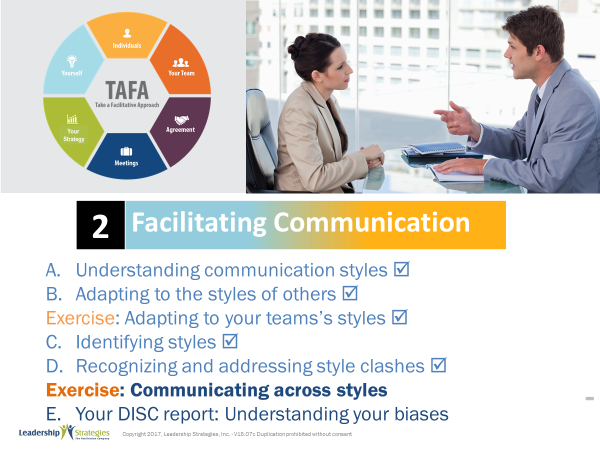 Individuals
Yourself
Your Team
TAFA
Take a Facilitative Approach
Your
Strategy
Agreement
Meetings
2 Facilitating Communication
A. Understanding communication styles ☑
B. Adapting to the styles of others ☑
Exercise: Adapting to your teams’s styles ☑
C. Identifying styles ☑
D. Recognizing and addressing style clashes ☑
Exercise: Communicating across styles
E. Your DISC report: Understanding your biases
Leadership Strategies
The Facilitation Company
Copyright 2017, Leadership Strategies, Inc. - V15.07c Duplication prohibited without consent